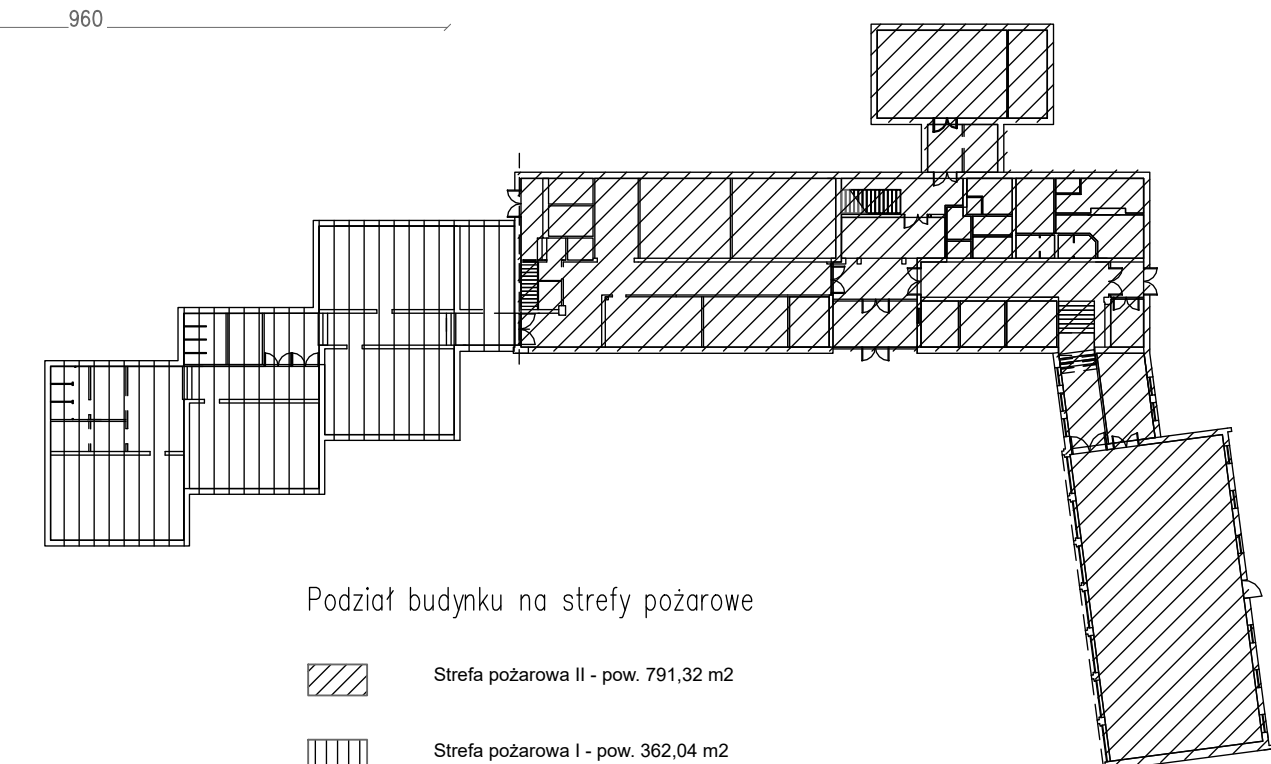 960
Podział budynku na strefy pożarowe
Strefa pożarowa II - pow. 791,32 m2
Strefa pożarowa I - pow. 362,04 m2